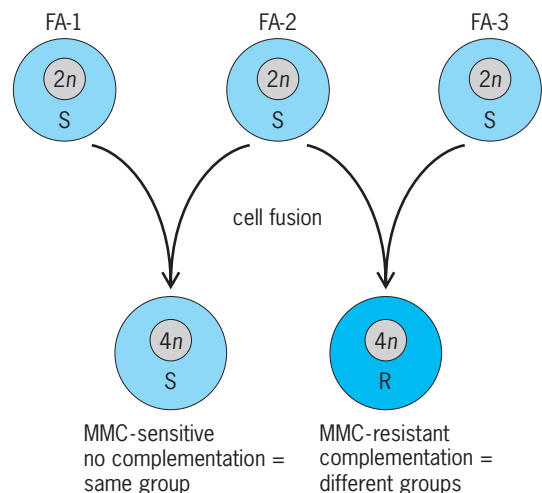 FA-1 FA-2 FA-3
2n 2n 2n
S S S
cell fusion
4n 4n
S R
MMC-sensitive
no complementation =
same group
MMC-resistant
complementation =
different groups